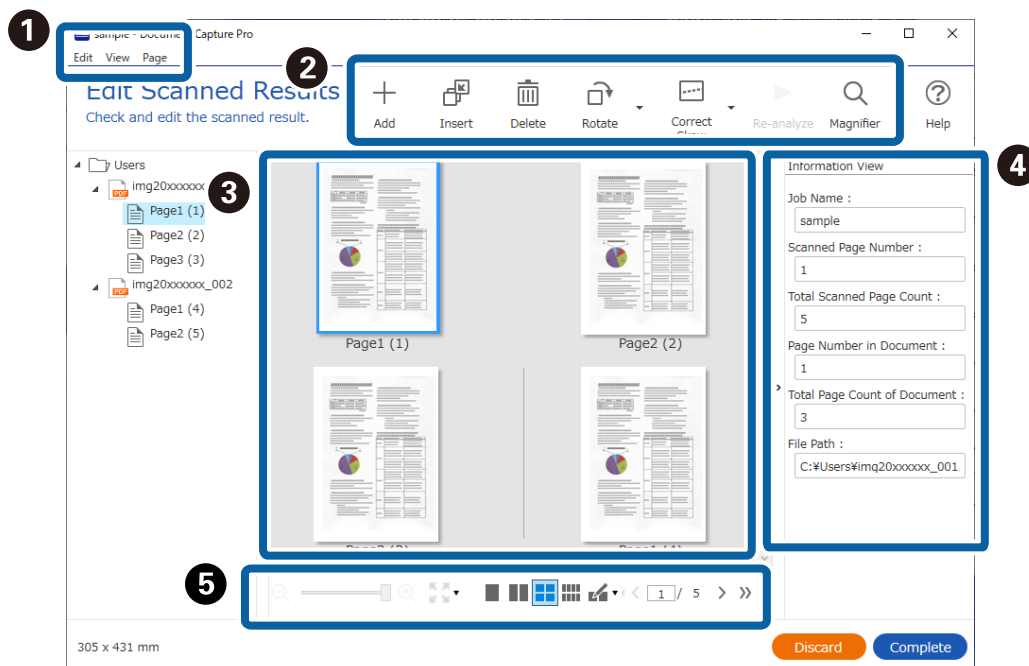 1
sample - Docume Capture Pro
Edit View Page
2
Edit Scanned Results
Check and edit the scanned result.
Add Insert Delete Rotate Correct Re-analyze Magnifier Help
3
Users
img20xxxxxx
PDF
Page1 (1)
Page2 (2)
Page3 (3)
img20xxxxxx_002
PDF
Page1 (4)
Page2 (5)
Page1 (1) Page2 (2)
4
Information View
Job Name :
sample
Scanned Page Number :
1
Total Scanned Page Count :
5
Page Number in Document :
1
Total Page Count of Document :
3
File Path :
C:¥Users¥img20xxxxxx_001
5
1 / 5
305 x 431 mm
Discard Complete